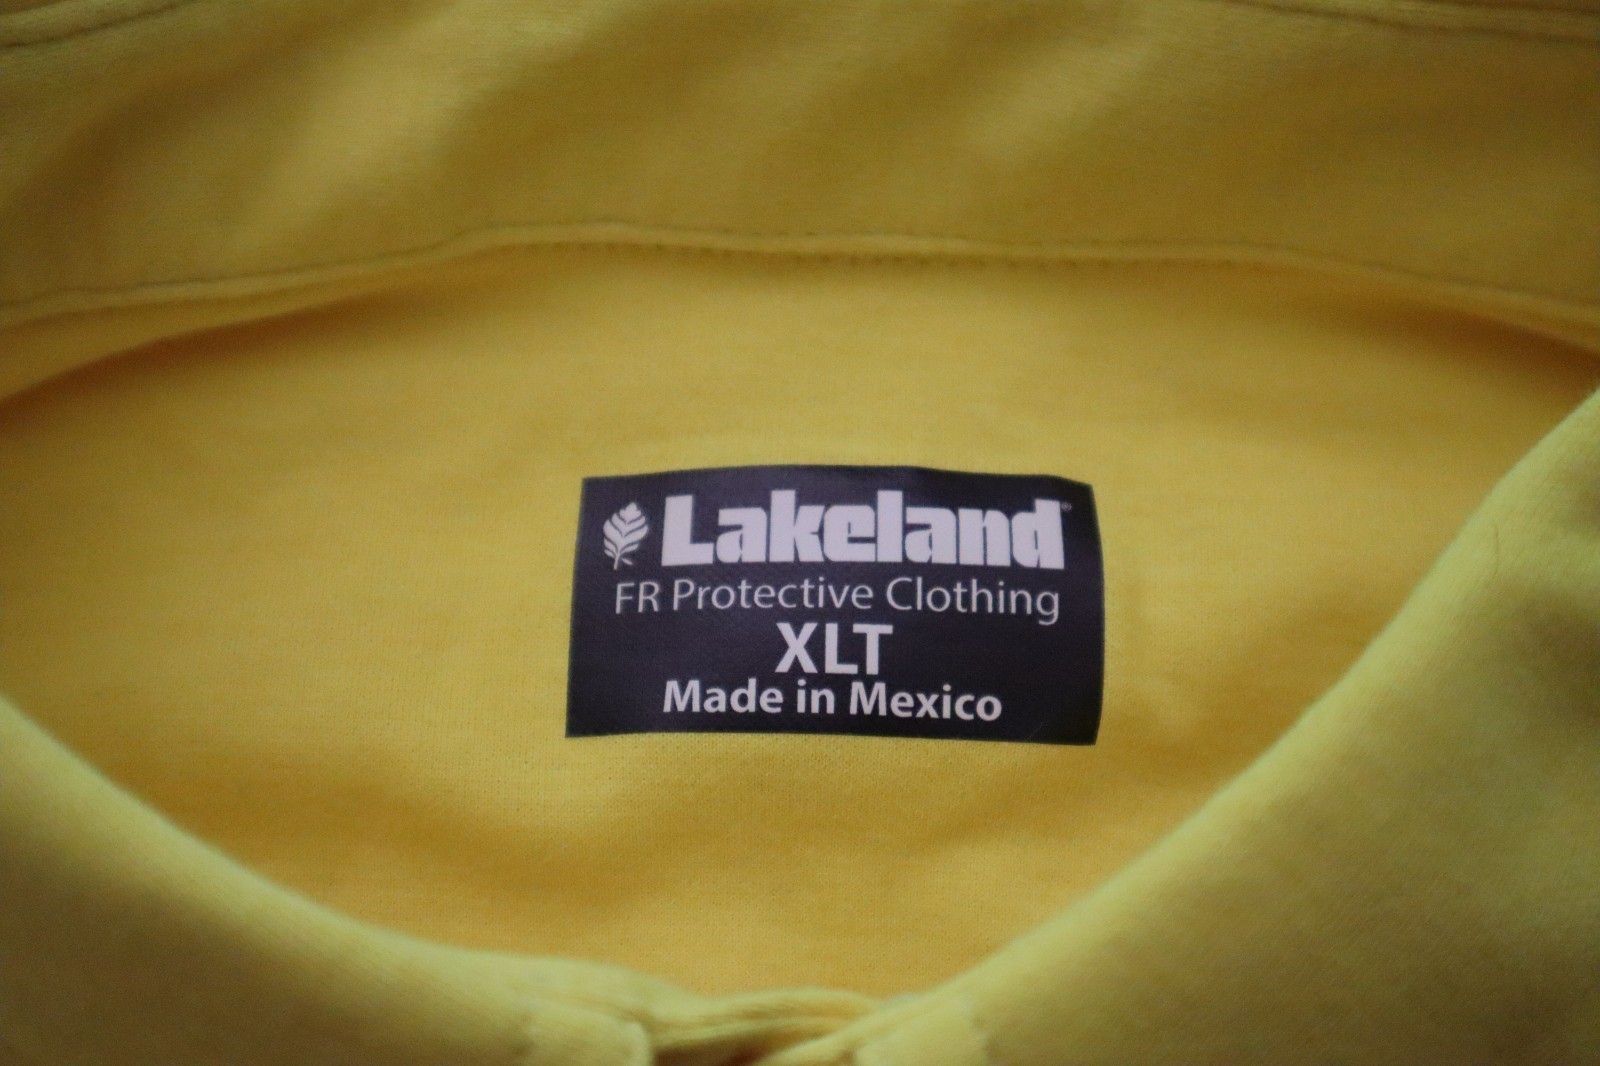 Lakeland®
FR Protective Clothing
XLT
Made in Mexico